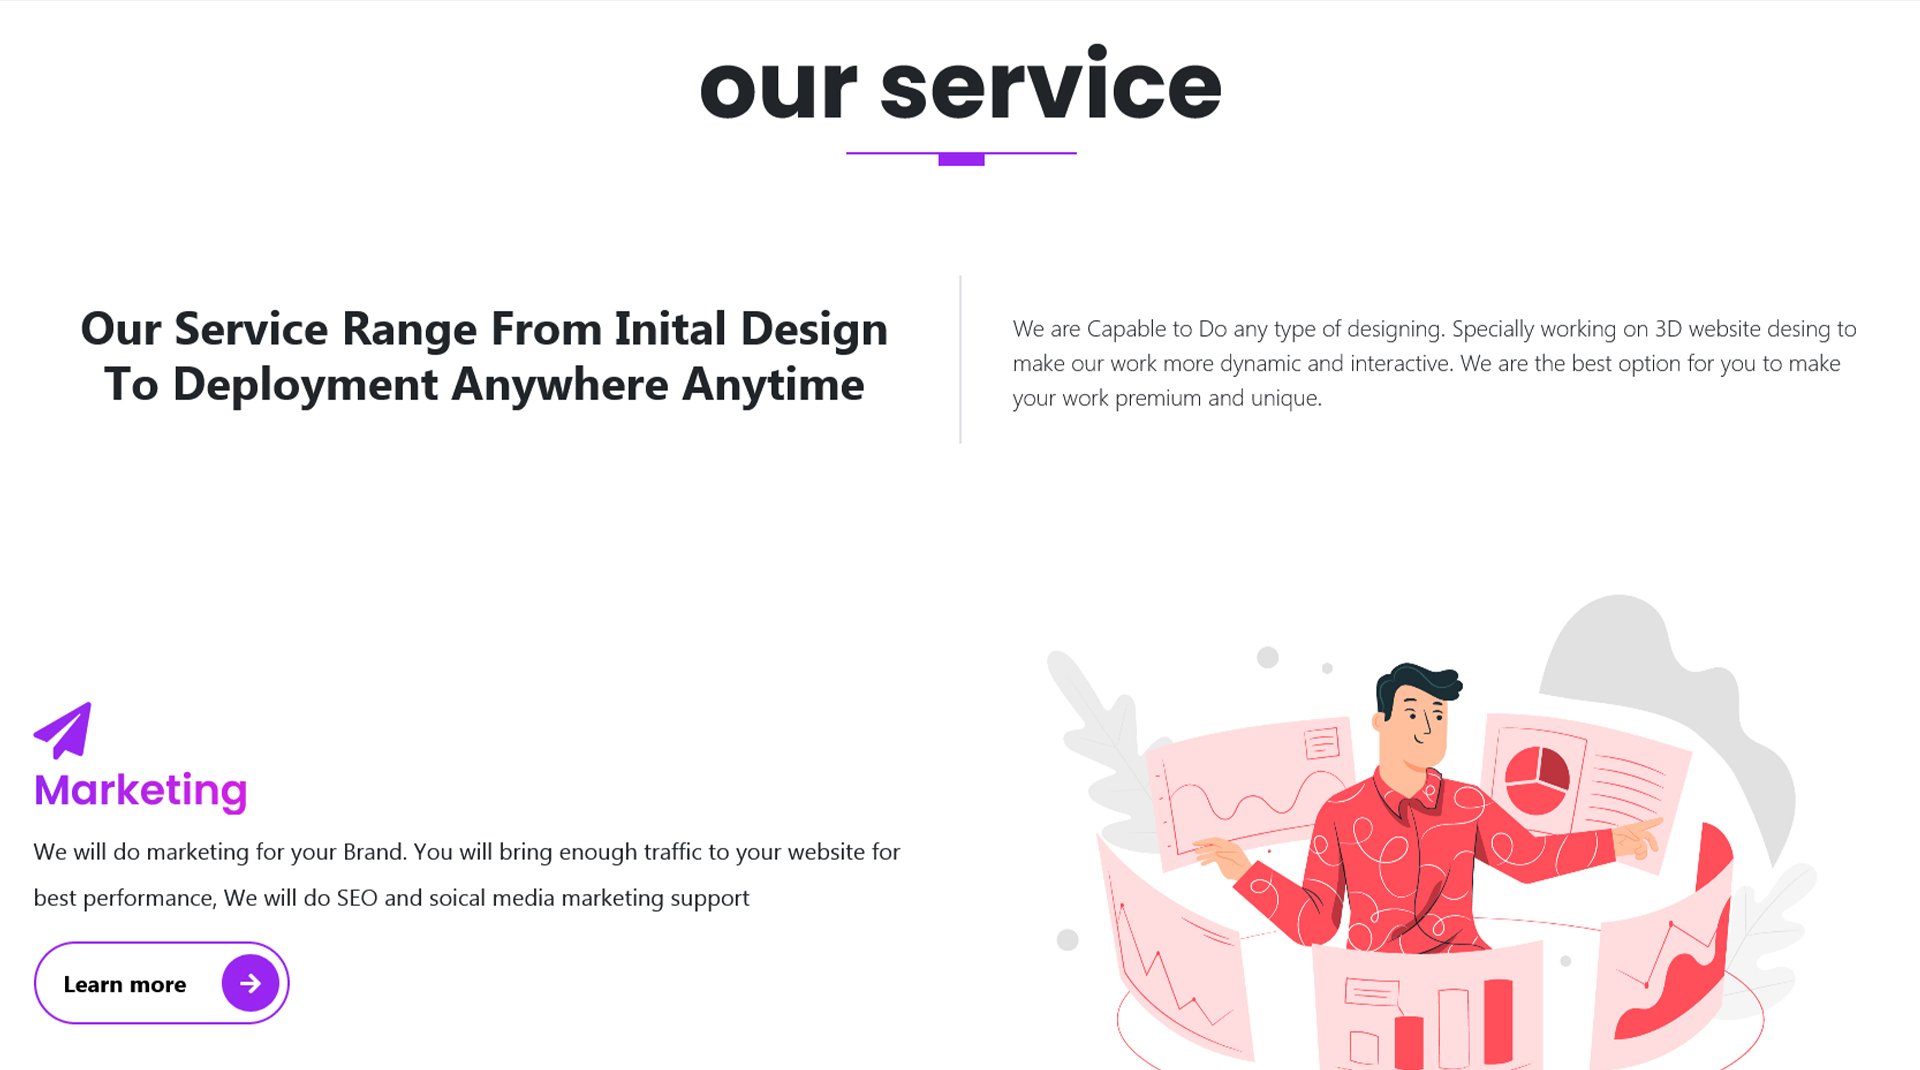 our service
Our Service Range From Inital Design
To Deployment Anywhere Anytime
We are Capable to Do any type of designing. Specially working on 3D website desing to
make our work more dynamic and interactive. We are the best option for you to make
your work premium and unique.
Marketing
We will do marketing for your Brand. You will bring enough traffic to your website for
best performance, We will do SEO and soical media marketing support
Learn more